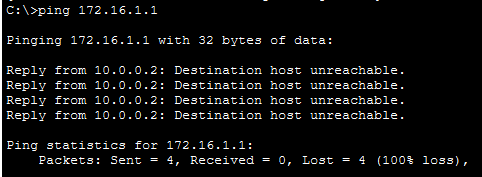 C:\>ping 172.16.1.1
Pinging 172.16.1.1 with 32 bytes of data:
Reply from 10.0.0.2: Destination host unreachable.
Reply from 10.0.0.2: Destination host unreachable.
Reply from 10.0.0.2: Destination host unreachable.
Reply from 10.0.0.2: Destination host unreachable.
Ping statistics for 172.16.1.1:
Packets: Sent = 4, Received = 0, Lost = 4 (100% loss),